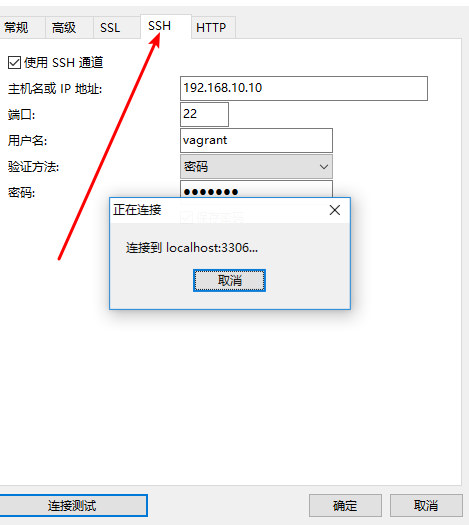 常规 高级 SSL SSH HTTP
使用 SSH 通道
主机名或 IP 地址: 192.168.10.10
端口: 22
用户名: vagrant
验证方法: 密码
密码: ●●●●●●●
正在连接
连接到 localhost:3306...
取消
连接测试 确定 取消